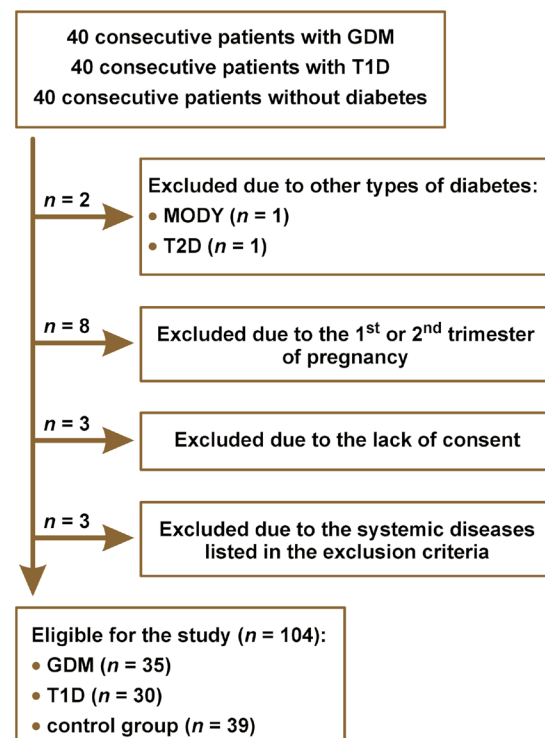 40 consecutive patients with GDM
40 consecutive patients with T1D
40 consecutive patients without diabetes
n = 2
Excluded due to other types of diabetes:
• MODY (n = 1)
• T2D (n = 1)
n = 8
Excluded due to the 1st or 2nd trimester
of pregnancy
n = 3
Excluded due to the lack of consent
n = 3
Excluded due to the systemic diseases
listed in the exclusion criteria
Eligible for the study (n = 104):
• GDM (n = 35)
• T1D (n = 30)
• control group (n = 39)